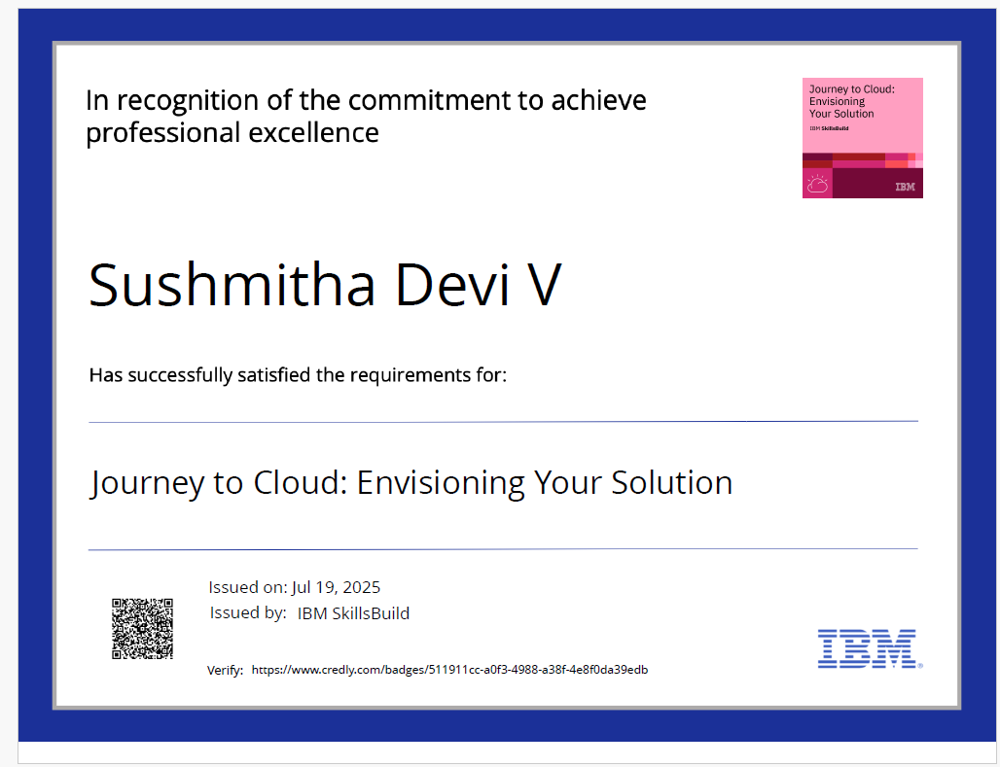 In recognition of the commitment to achieve
professional excellence
Journey to Cloud:
Envisioning
Your Solution
IBM SkillsBuild
IBM
Sushmitha Devi V
Has successfully satisfied the requirements for:
Journey to Cloud: Envisioning Your Solution
Issued on: Jul 19, 2025
Issued by: IBM SkillsBuild
Verify: https://www.credly.com/badges/511911cc-a0f3-4988-a38f-4e8f0da39edb
IBM®